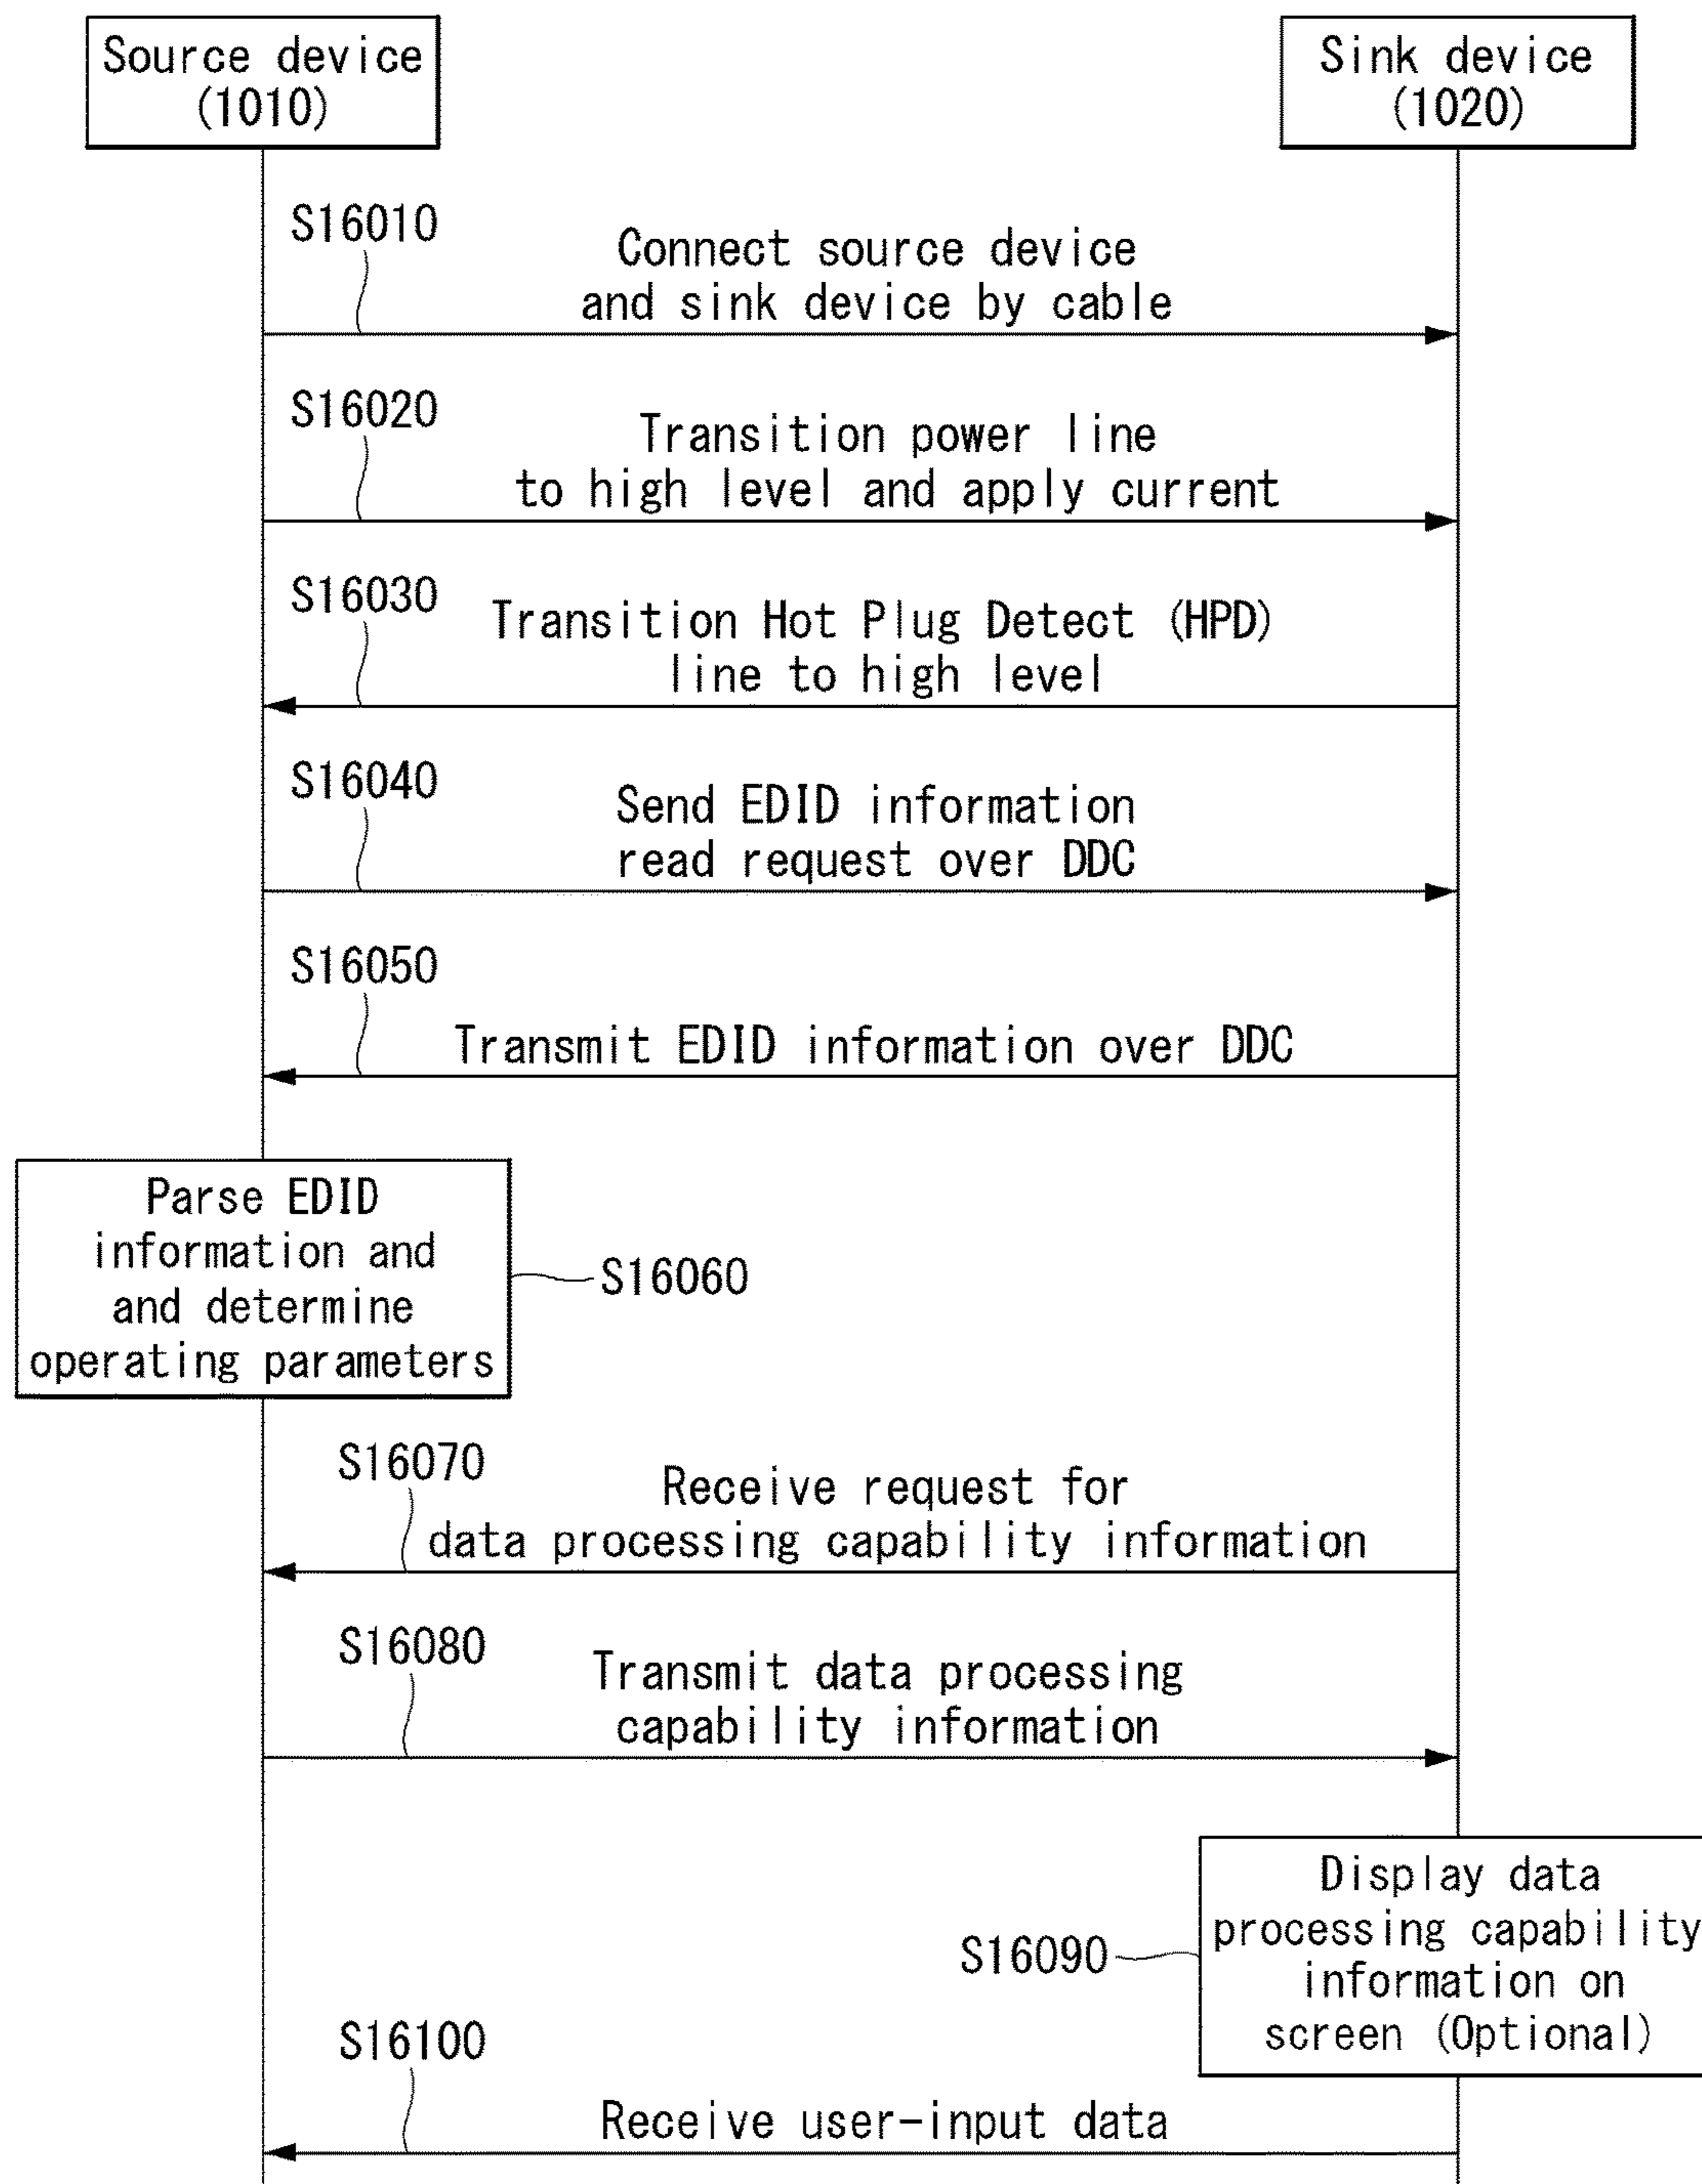 Source device
(1010)
Sink device
(1020)
S16010
Connect source device
and sink device by cable
S16020
Transition power line
to high level and apply current
S16030
Transition Hot Plug Detect (HPD)
line to high level
S16040
Send EDID information
read request over DDC
S16050
Transmit EDID information over DDC
Parse EDID
information and
and determine
operating parameters
S16060
S16070
Receive request for
data processing capability information
S16080
Transmit data processing
capability information
Display data
processing capability
information on
screen (Optional)
S16090
S16100
Receive user-input data